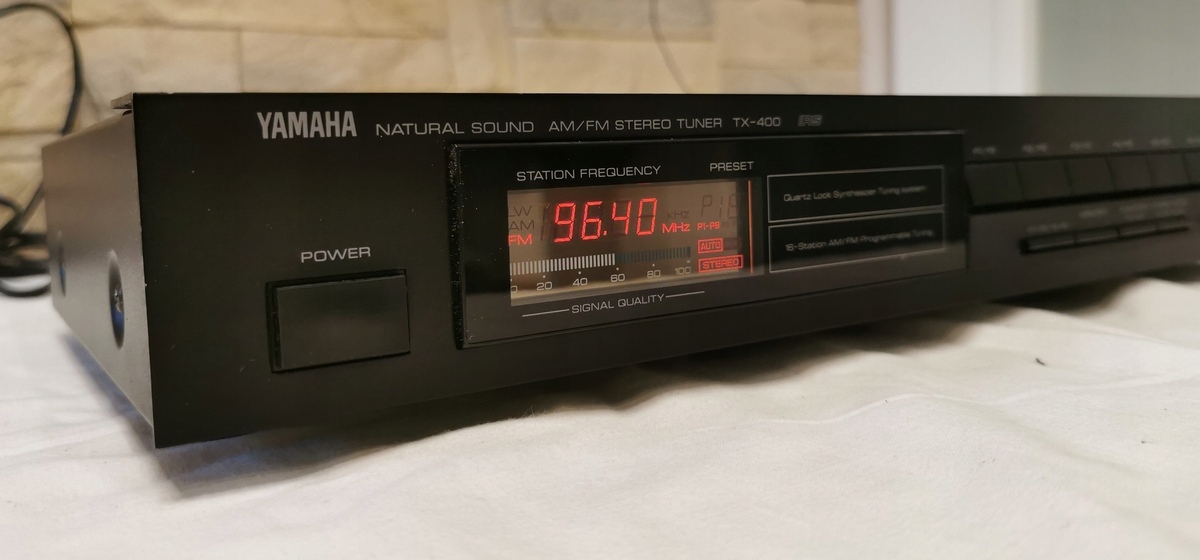 YAMAHA NATURAL SOUND AM/FM STEREO TUNER TX-400 RS
STATION FREQUENCY PRESET
POWER
LW
AM
FM 96.40 KHz MHz P1-P8
AUTO
STEREO
0 20 40 60 80 100
SIGNAL QUALITY
Quartz Lock Synthesizer Tuning System
16-Station AM/FM Programmable Tuning